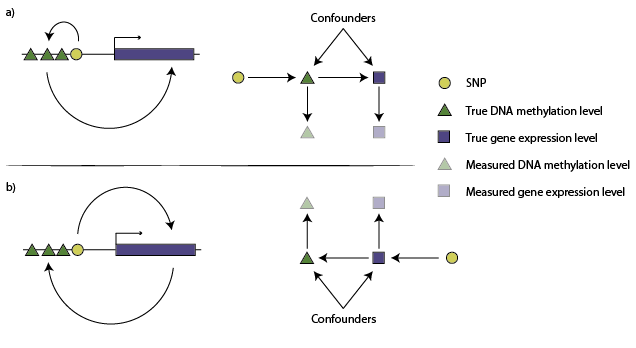 a)
Confounders
SNP
True DNA methylation level
True gene expression level
Measured DNA methylation level
Measured gene expression level
b)
Confounders